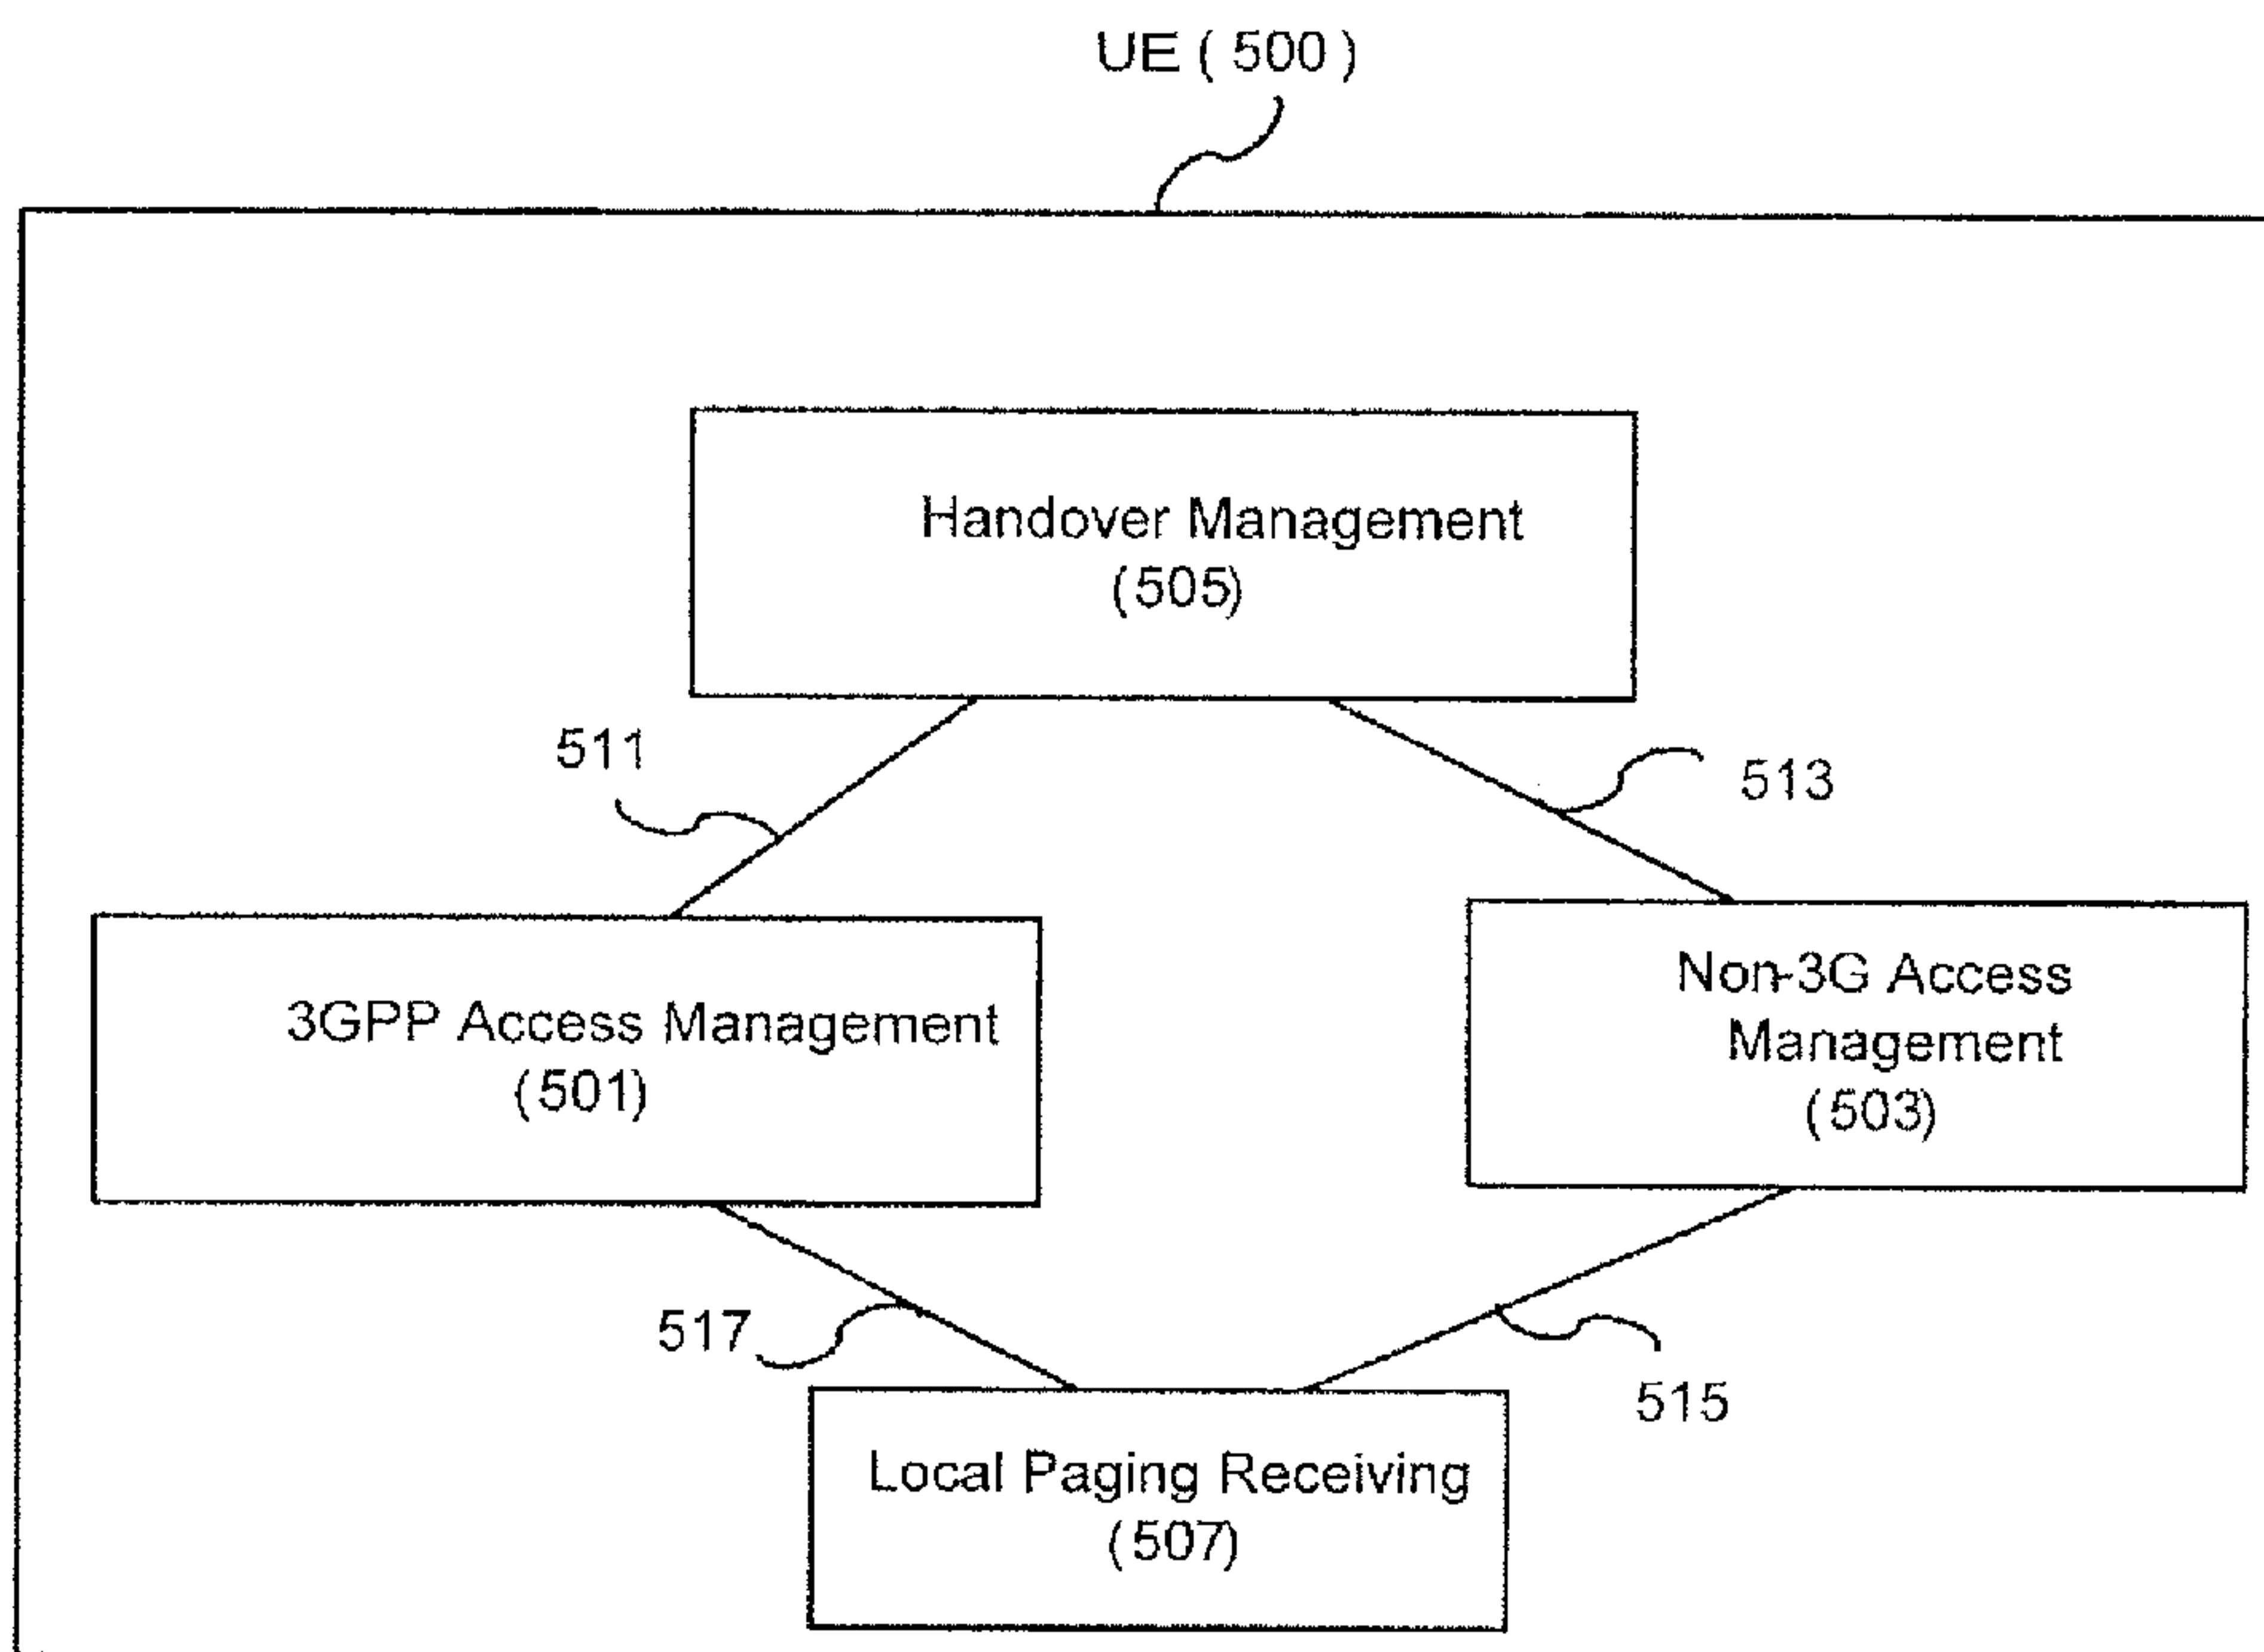 UE ( 500 )
Handover Management
(505)
511
513
3GPP Access Management
(501)
Non-3G Access
Management
(503)
517
515
Local Paging Receiving
(507)